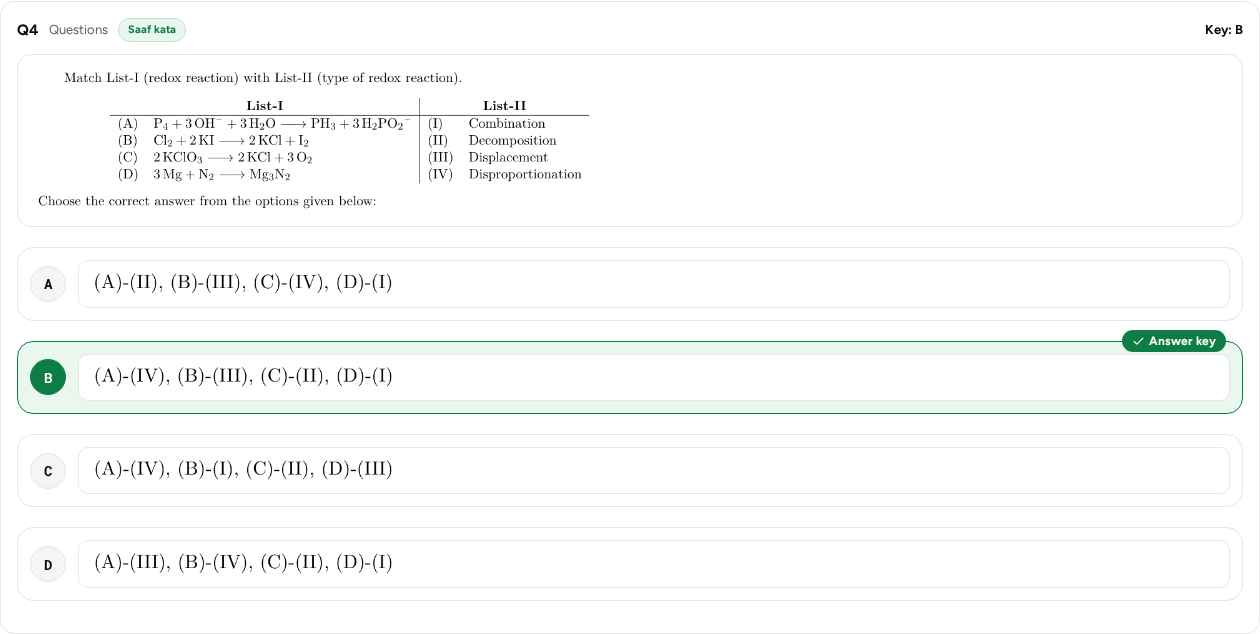 Q4 Questions Saaf kata Key: B
Match List-I (redox reaction) with List-II (type of redox reaction).
List-I List-II
(A) P₄ + 3 OH⁻ + 3 H₂O ⟶ PH₃ + 3 H₂PO₂⁻ (I) Combination
(B) Cl₂ + 2 KI ⟶ 2 KCl + I₂ (II) Decomposition
(C) 2 KClO₃ ⟶ 2 KCl + 3 O₂ (III) Displacement
(D) 3 Mg + N₂ ⟶ Mg₃N₂ (IV) Disproportionation
Choose the correct answer from the options given below:
A (A)-(II), (B)-(III), (C)-(IV), (D)-(I)
✓ Answer key
B (A)-(IV), (B)-(III), (C)-(II), (D)-(I)
C (A)-(IV), (B)-(I), (C)-(II), (D)-(III)
D (A)-(III), (B)-(IV), (C)-(II), (D)-(I)